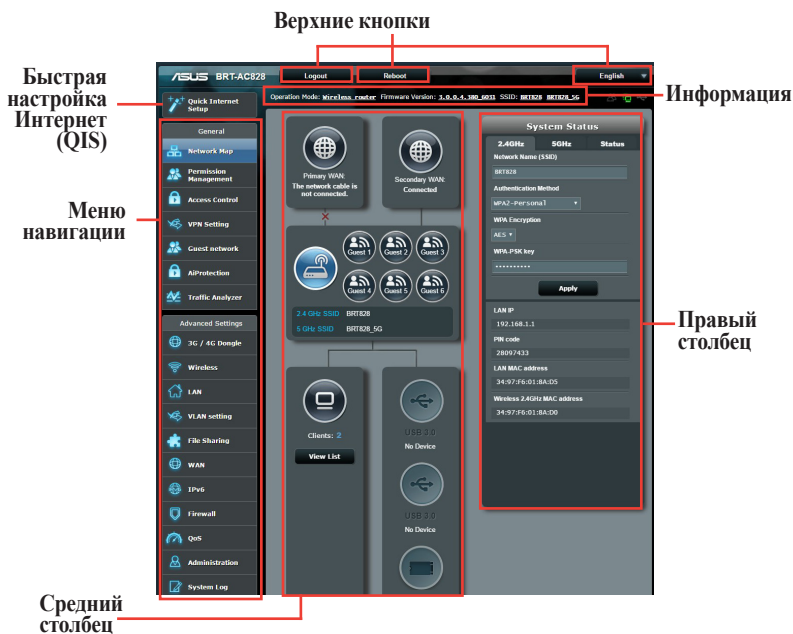 Верхние кнопки
Быстрая
настройка
Интернет
(QIS)
Меню
навигации
Средний
столбец
Информация
Правый
столбец
ASUS BRT-AC828
Logout
Reboot
English
Operation Mode: Wireless router Firmware Version: 3.0.0.4.380_6031 SSID: BRT828 BRT828_5G
Quick Internet
Setup
General
Network Map
Permission
Management
Access Control
VPN Setting
Guest network
AiProtection
Traffic Analyzer
Advanced Settings
3G / 4G Dongle
Wireless
LAN
VLAN setting
File Sharing
WAN
IPv6
Firewall
QoS
Administration
System Log
Primary WAN:
The network cable is
not connected.
Secondary WAN:
Connected
Guest 1
Guest 2
Guest 3
Guest 4
Guest 5
Guest 6
2.4 GHz SSID BRT828
5 GHz SSID BRT828_5G
Clients: 2
View List
USB 3.0
No Device
USB 3.0
No Device
System Status
2.4GHz
5GHz
Status
Network Name (SSID)
BRT828
Authentication Method
WPA2-Personal
WPA Encryption
AES
WPA-PSK key
••••••••••
Apply
LAN IP
192.168.1.1
PIN code
28097433
LAN MAC address
34:97:F6:01:8A:D5
Wireless 2.4GHz MAC address
34:97:F6:01:8A:D0